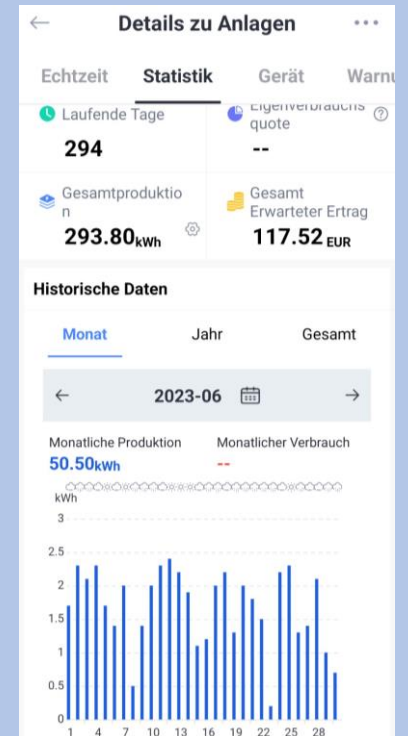 Details zu Anlagen
Echtzeit Statistik Gerät Warnu
Laufende Tage
294
Eigenverbrauchs
quote
--
Gesamtproduktio
n
293.80kWh
Gesamt
Erwarteter Ertrag
117.52 EUR
Historische Daten
Monat Jahr Gesamt
2023-06
Monatliche Produktion
50.50kWh
Monatlicher Verbrauch
--
kWh
3
2.5
2
1.5
1
0.5
0
1 4 7 10 13 16 19 22 25 28